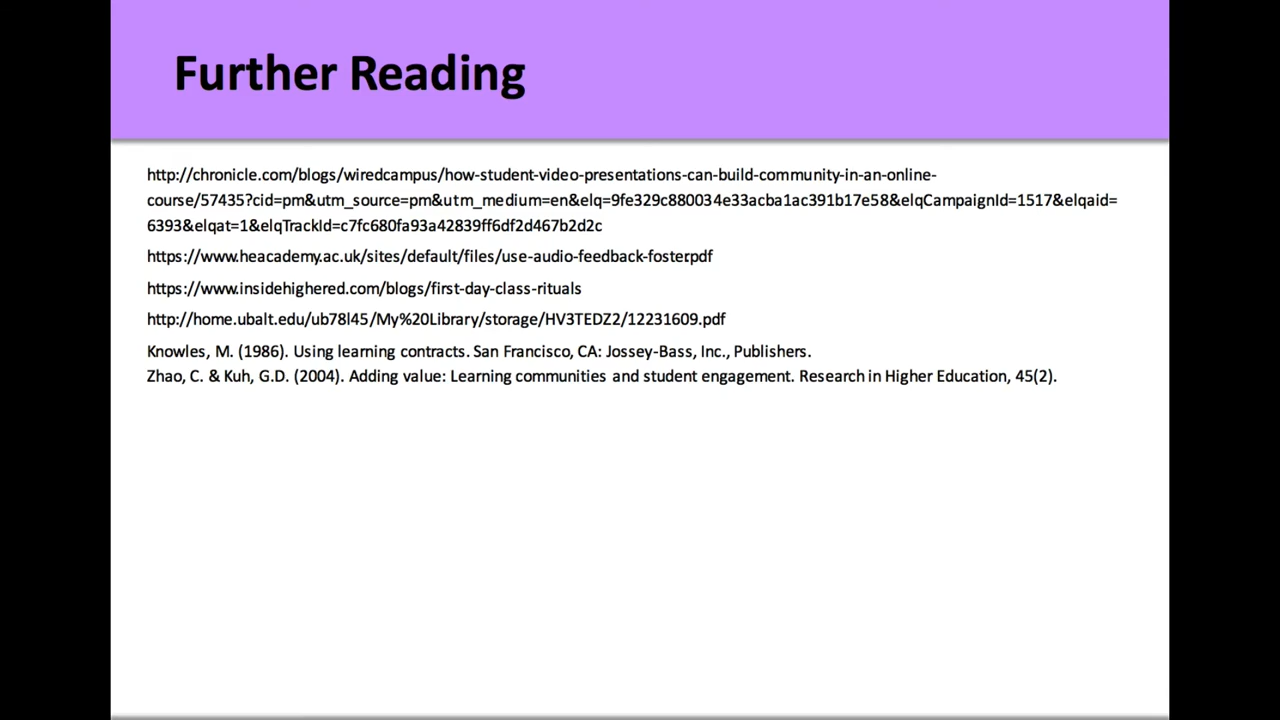 Further Reading
http://chronicle.com/blogs/wiredcampus/how-student-video-presentations-can-build-community-in-an-online-
course/57435?cid=pm&utm_source=pm&utm_medium=en&elq=9fe329c880034e33acba1ac391b17e58&elqCampaignId=1517&elqaid=
6393&elqat=1&elqTrackId=c7fc680fa93a42839ff6df2d467b2d2c
https://www.heacademy.ac.uk/sites/default/files/use-audio-feedback-foster.pdf
https://www.insidehighered.com/blogs/first-day-class-rituals
http://home.ubalt.edu/ub78l45/My%20Library/storage/HV3TEDZ2/12231609.pdf
Knowles, M. (1986). Using learning contracts. San Francisco, CA: Jossey-Bass, Inc., Publishers.
Zhao, C. & Kuh, G.D. (2004). Adding value: Learning communities and student engagement. Research in Higher Education, 45(2).